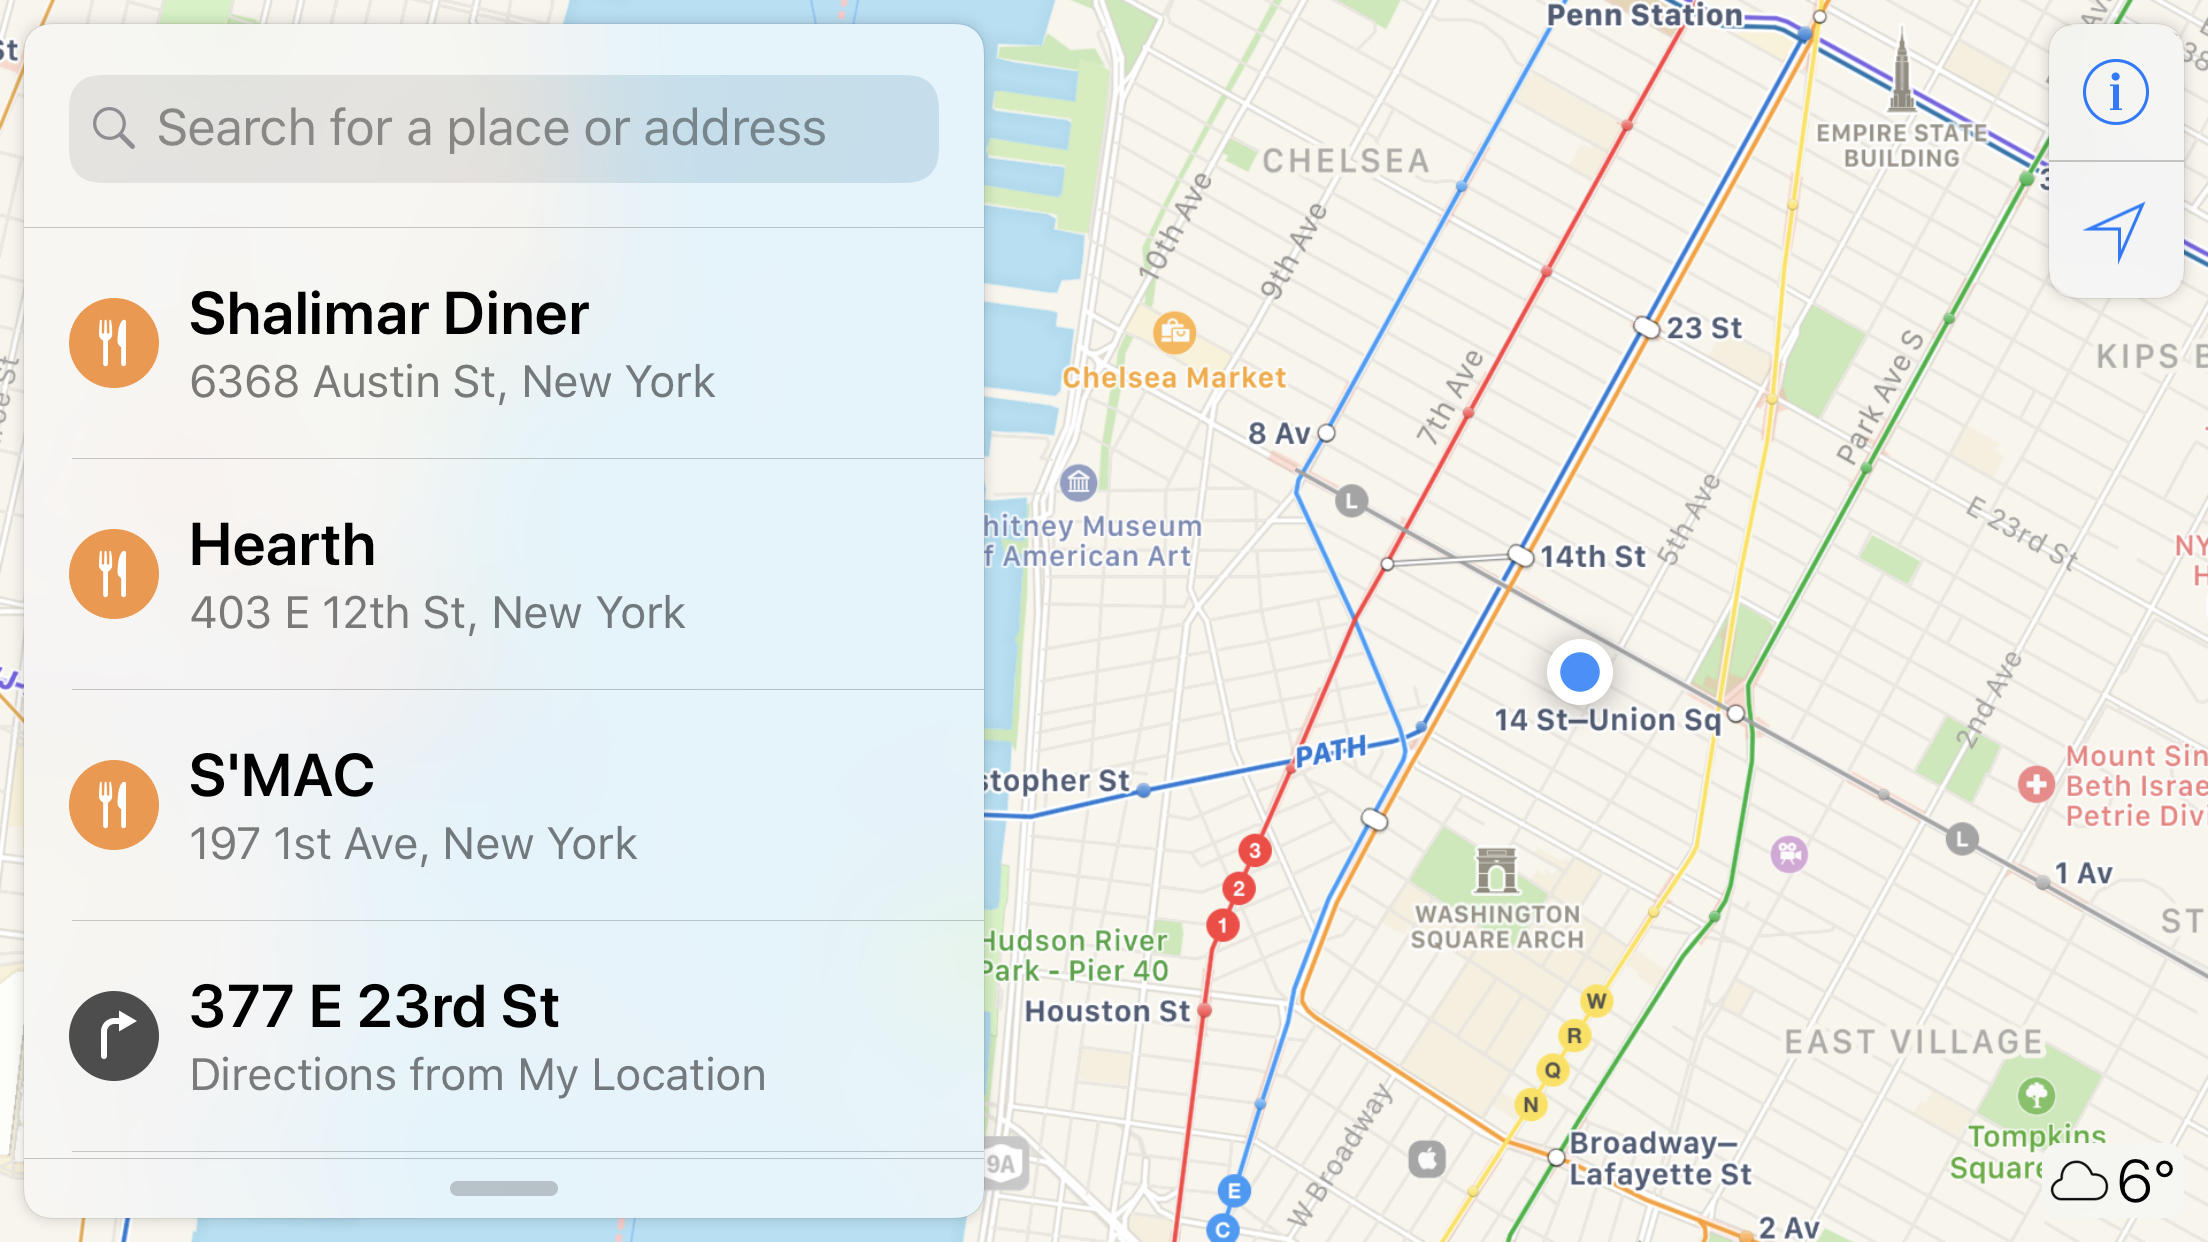 Search for a place or address
Shalimar Diner
6368 Austin St, New York
Hearth
403 E 12th St, New York
S'MAC
197 1st Ave, New York
377 E 23rd St
Directions from My Location
Penn Station
EMPIRE STATE
BUILDING
CHELSEA
10th Ave
9th Ave
23 St
Chelsea Market
7th Ave
Park Ave S
KIPS B
8 Av
L
hitney Museum
f American Art
14th St
5th Ave
E 23rd St
NY
H
14 St–Union Sq
2nd Ave
PATH
stopher St
Mount Sin
Beth Israe
Petrie Divi
L
1 Av
3
2
1
WASHINGTON
SQUARE ARCH
ST
Hudson River
Park - Pier 40
Houston St
W
R
Q
N
EAST VILLAGE
W Broadway
Broadway–
Lafayette St
Tompkins
Square
9A
E
C
2 Av
6°